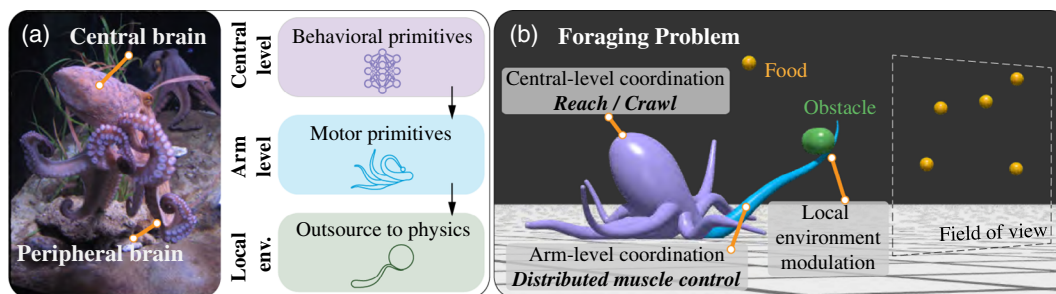 (a)
Central brain
Peripheral brain
Central
level
Behavioral primitives
Arm
level
Motor primitives
Local
env.
Outsource to physics
(b)
Foraging Problem
Food
Central-level coordination
Reach / Crawl
Obstacle
Arm-level coordination
Distributed muscle control
Local
environment
modulation
Field of view